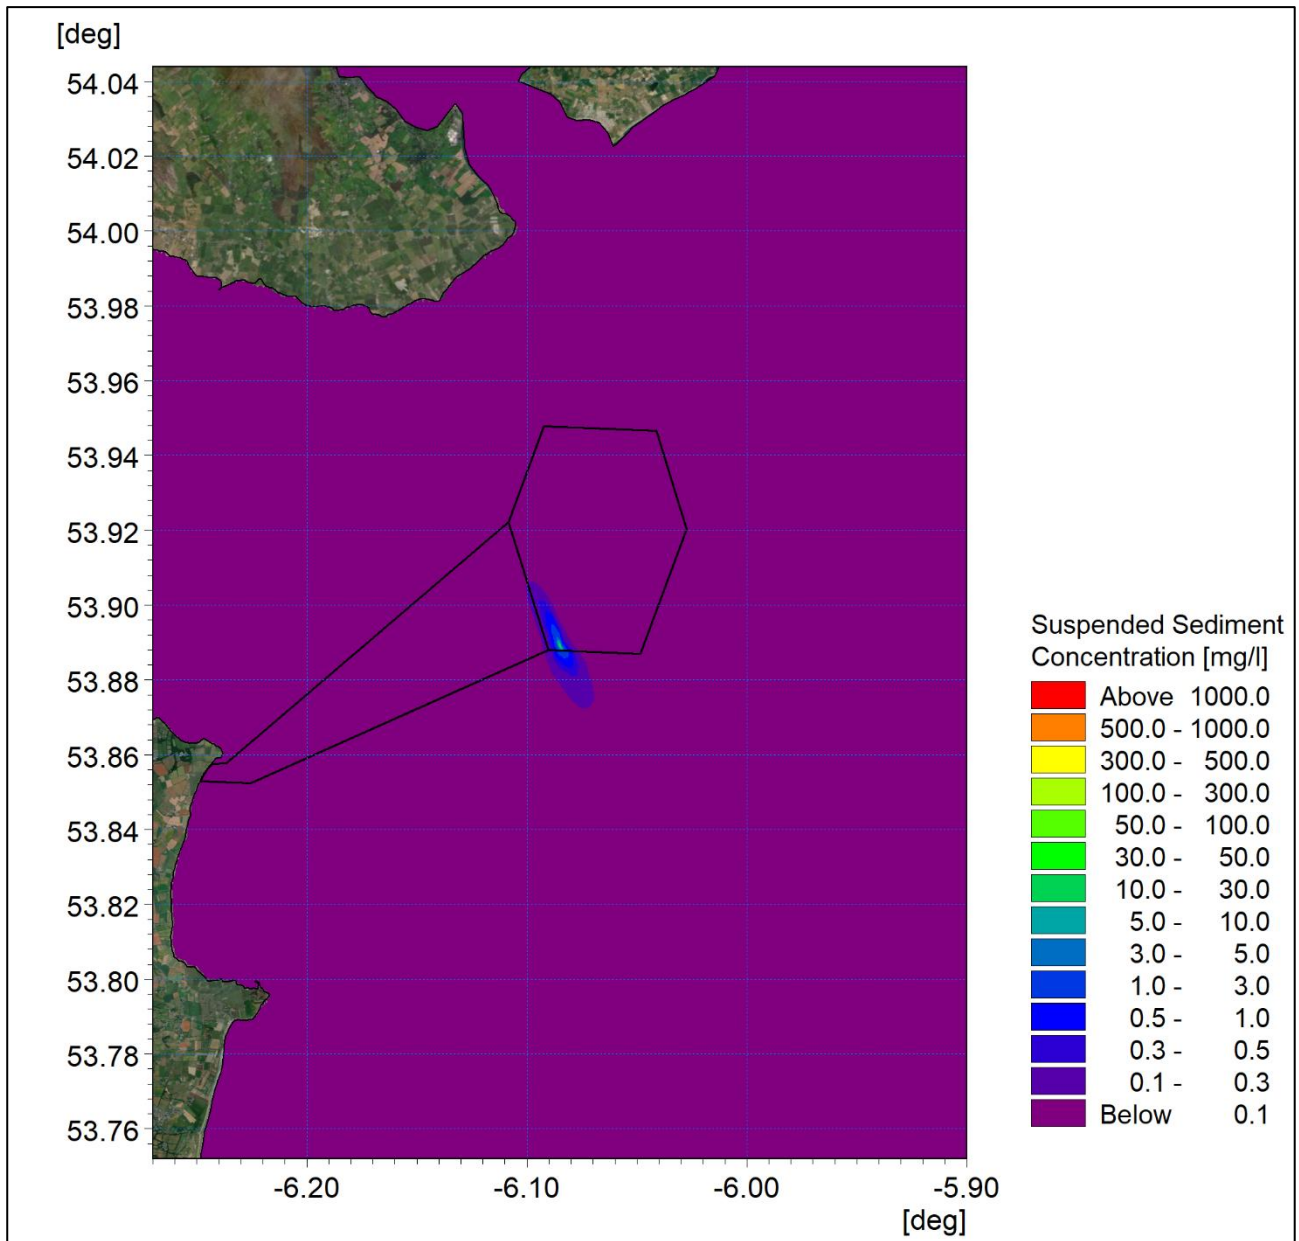 [deg]
54.04
54.02
54.00
53.98
53.96
53.94
53.92
53.90
53.88
53.86
53.84
53.82
53.80
53.78
53.76
-6.20 -6.10 -6.00 -5.90
[deg]
Suspended Sediment
Concentration [mg/l]
Above 1000.0
500.0 - 1000.0
300.0 - 500.0
100.0 - 300.0
50.0 - 100.0
30.0 - 50.0
10.0 - 30.0
5.0 - 10.0
3.0 - 5.0
1.0 - 3.0
0.5 - 1.0
0.3 - 0.5
0.1 - 0.3
Below 0.1